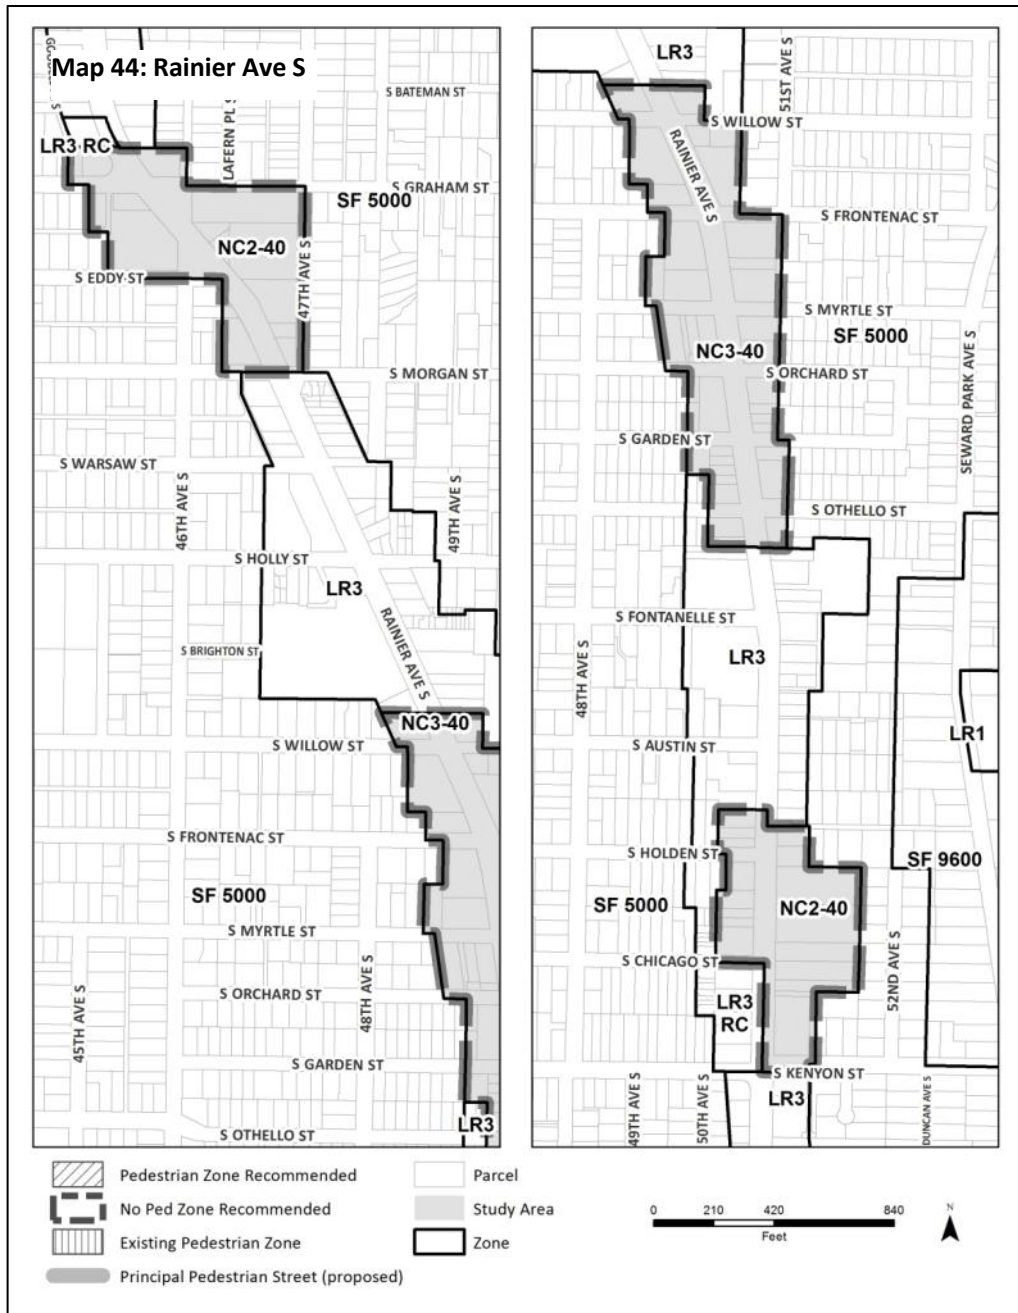 Map 44: Rainier Ave S
LAFERN PL S
S BATEMAN ST
LR3 RC
S GRAHAM ST
SF 5000
NC2-40
47TH AVE S
S EDDY ST
S MORGAN ST
S WARSAW ST
46TH AVE S
49TH AVE S
S HOLLY ST
LR3
RAINIER AVE S
S BRIGHTON ST
NC3-40
S WILLOW ST
S FRONTENAC ST
SF 5000
S MYRTLE ST
48TH AVE S
S ORCHARD ST
45TH AVE S
S GARDEN ST
LR3
S OTHELLO ST
LR3
51ST AVE S
S WILLOW ST
RAINIER AVE S
S FRONTENAC ST
S MYRTLE ST
SF 5000
NC3-40
S ORCHARD ST
SEWARD PARK AVE S
S GARDEN ST
S OTHELLO ST
S FONTANELLE ST
LR3
48TH AVE S
LR1
S AUSTIN ST
S HOLDEN ST
SF 9600
SF 5000
NC2-40
S CHICAGO ST
52ND AVE S
LR3
RC
S KENYON ST
LR3
49TH AVE S
50TH AVE S
DUNCAN AVE S
Pedestrian Zone Recommended
No Ped Zone Recommended
Existing Pedestrian Zone
Principal Pedestrian Street (proposed)
Parcel
Study Area
Zone
0 210 420 840
Feet
N